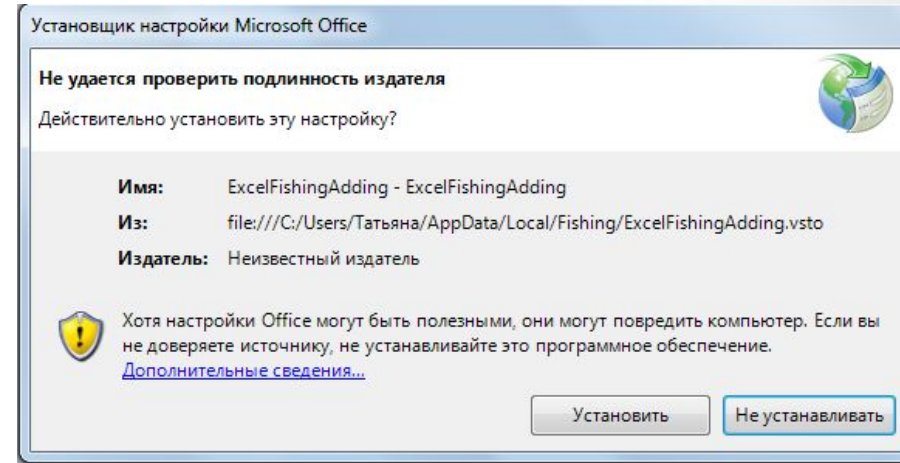 Установщик настройки Microsoft Office
Не удается проверить подлинность издателя
Действительно установить эту настройку?
Имя: ExcelFishingAdding - ExcelFishingAdding
Из: file:///C:/Users/Татьяна/AppData/Local/Fishing/ExcelFishingAdding.vsto
Издатель: Неизвестный издатель
Хотя настройки Office могут быть полезными, они могут повредить компьютер. Если вы
не доверяете источнику, не устанавливайте это программное обеспечение.
Дополнительные сведения...
Установить Не устанавливать